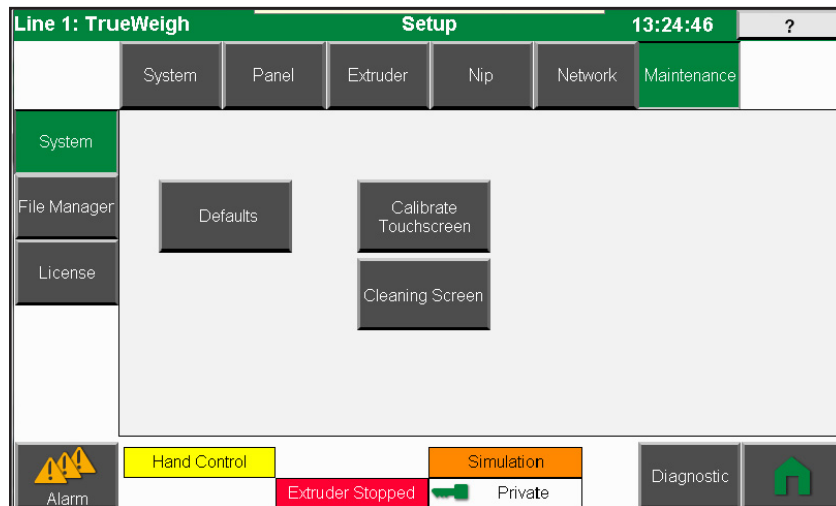 Line 1: TrueWeigh Setup 13:24:46 ?
System Panel Extruder Nip Network Maintenance
System
File Manager
License
Defaults
Calibrate
Touchscreen
Cleaning Screen
Alarm
Hand Control
Simulation
Extruder Stopped
Private
Diagnostic